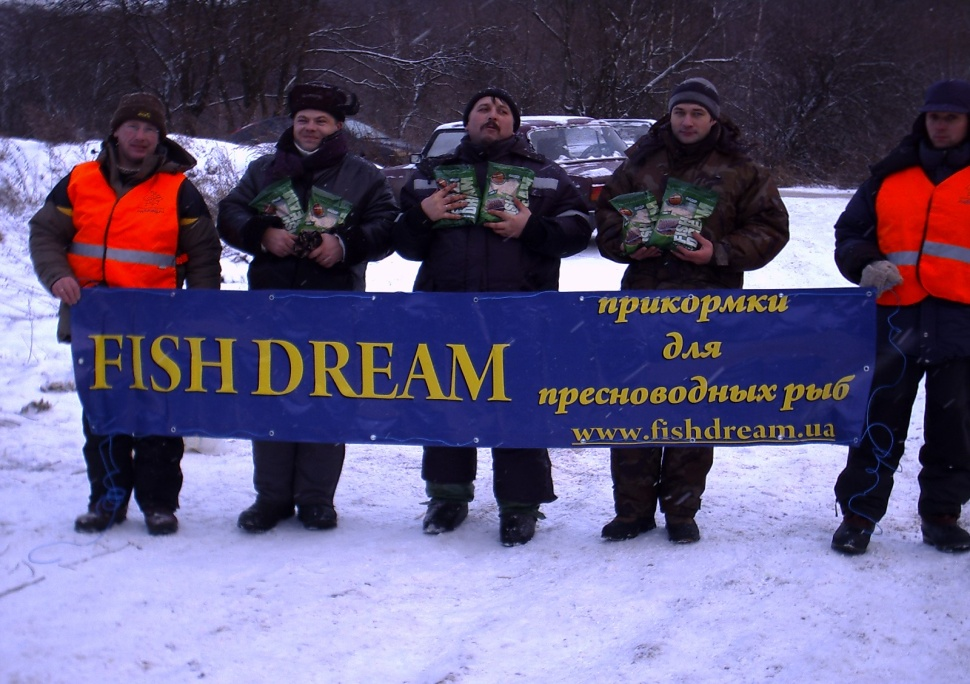 FISH DREAM
прикормки
для
пресноводных рыб
www.fishdream.ua